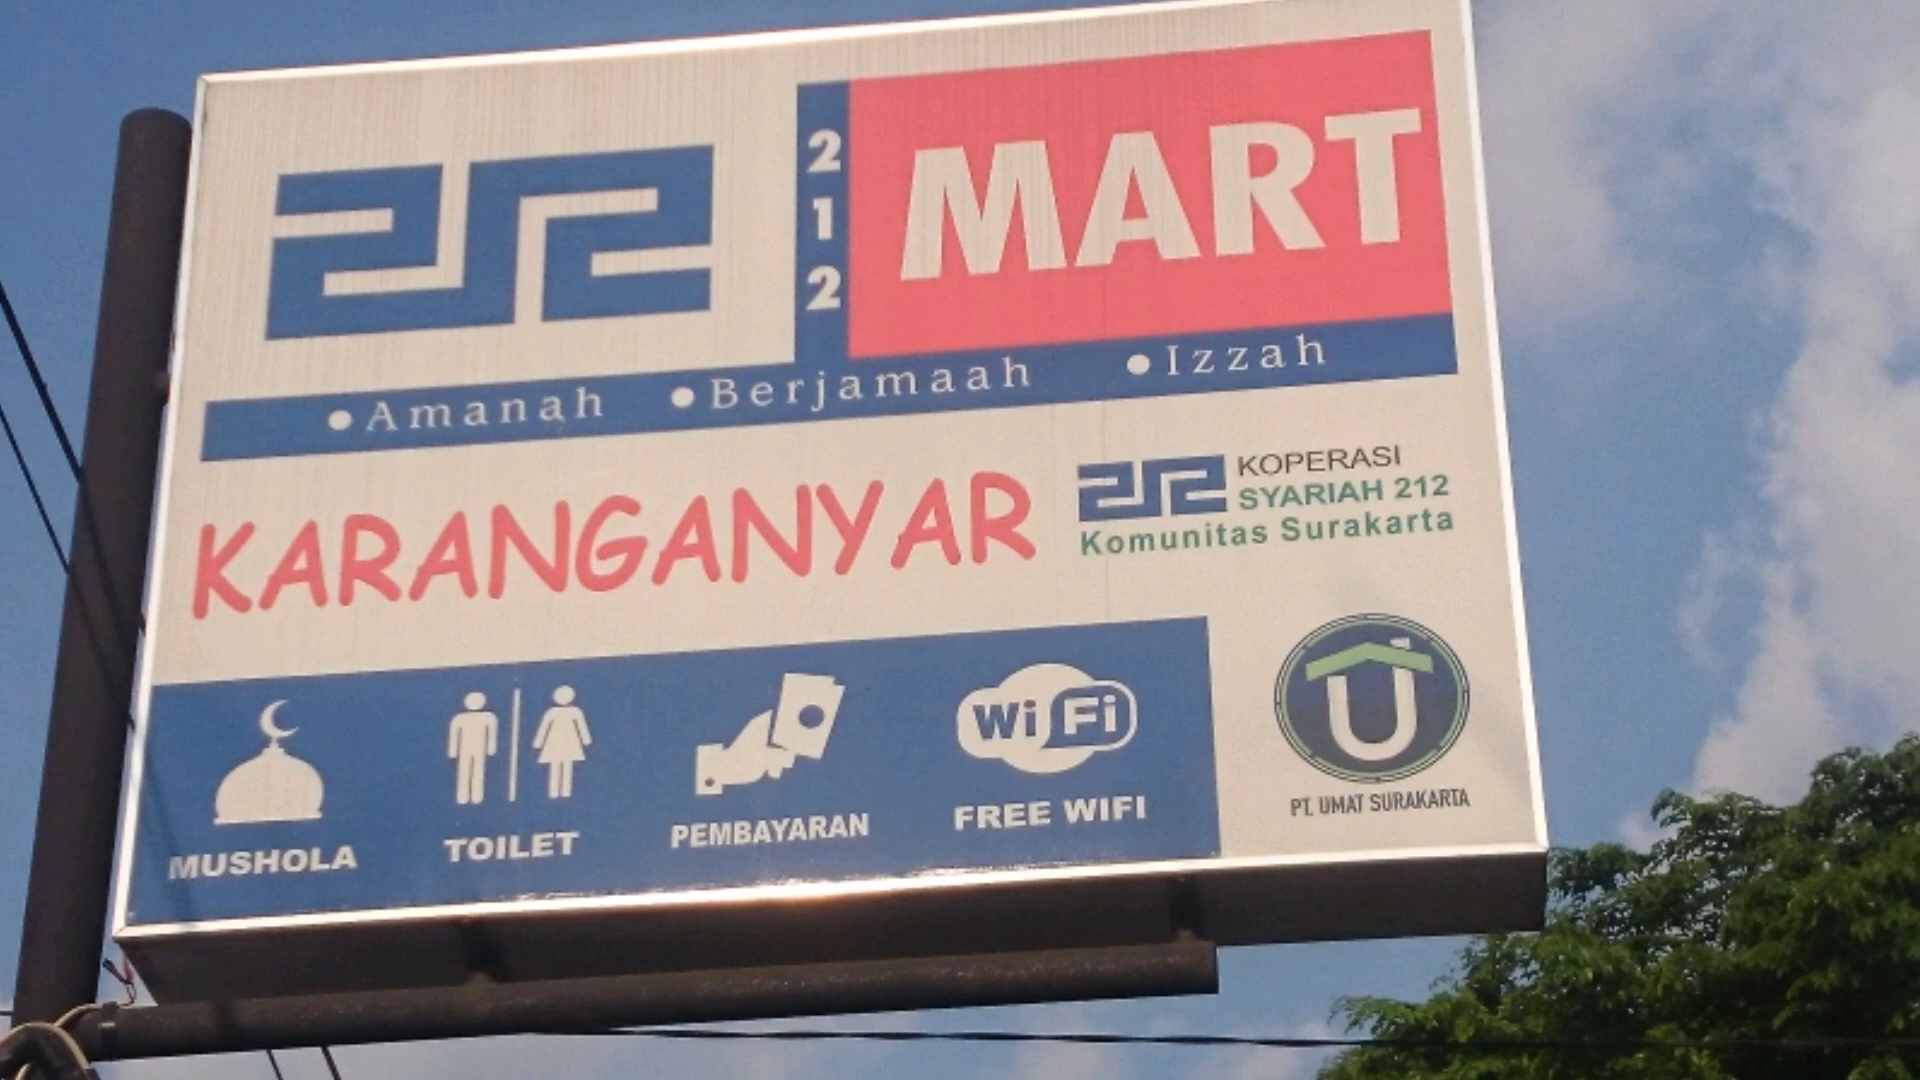 212
212
MART
•Amanah •Berjamaah •Izzah
KARANGANYAR
212
KOPERASI
SYARIAH 212
Komunitas Surakarta
MUSHOLA
TOILET
PEMBAYARAN
WiFi
FREE WIFI
U
PT. UMAT SURAKARTA